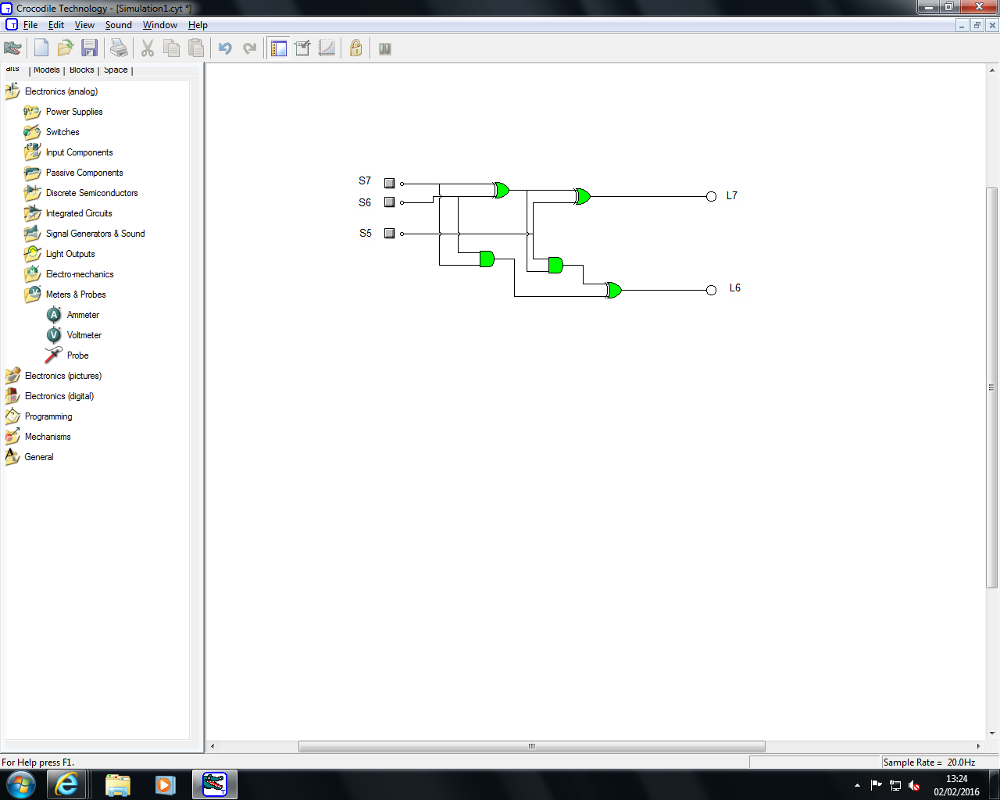 Crocodile Technology - [Simulation1.cyt *]
File Edit View Sound Window Help
arts | Models | Blocks | Space |
Electronics (analog)
Power Supplies
Switches
Input Components
Passive Components
Discrete Semiconductors
Integrated Circuits
Signal Generators & Sound
Light Outputs
Electro-mechanics
Meters & Probes
Ammeter
Voltmeter
Probe
Electronics (pictures)
Electronics (digital)
Programming
Mechanisms
General
S7
S6
S5
L7
L6
For Help press F1.
Sample Rate = 20.0Hz
13:24
02/02/2016